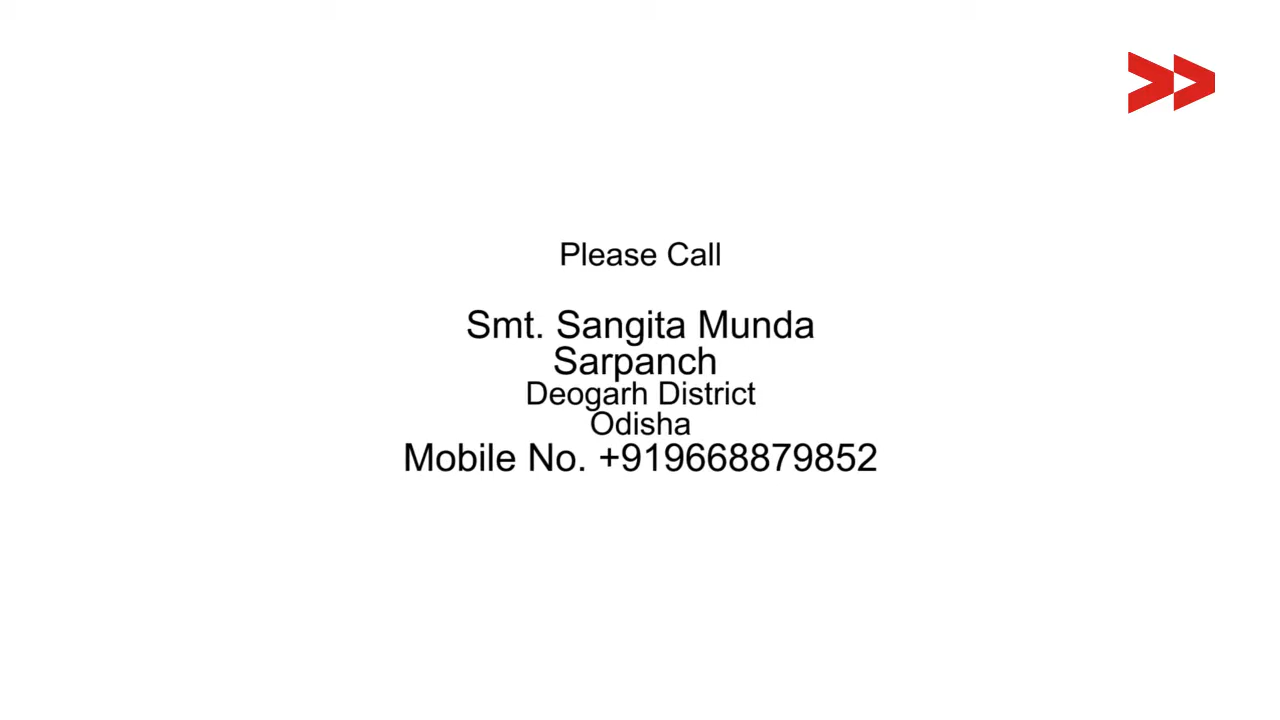 Please Call
Smt. Sangita Munda
Sarpanch
Deogarh District
Odisha
Mobile No. +919668879852